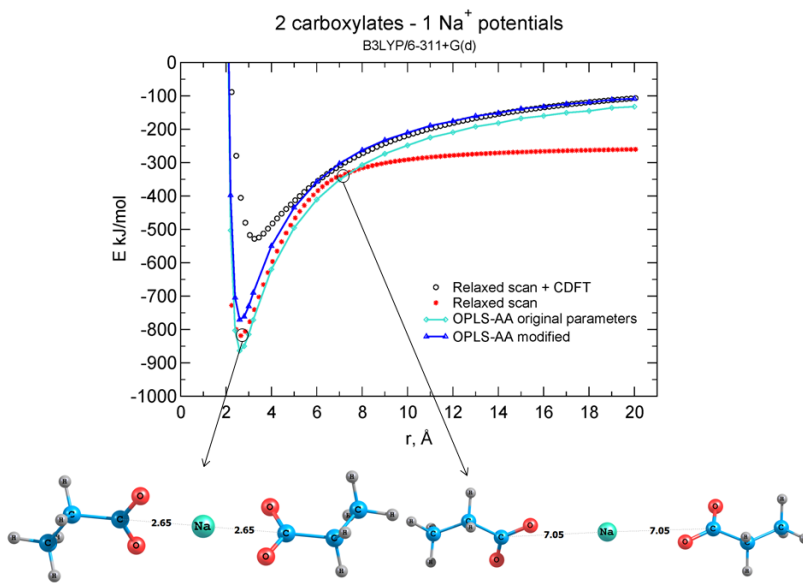 2 carboxylates - 1 Na⁺ potentials
B3LYP/6-311+G(d)
0
-100
-200
-300
-400
-500
-600
-700
-800
-900
-1000
E kJ/mol
Relaxed scan + CDFT
Relaxed scan
OPLS-AA original parameters
OPLS-AA modified
0 2 4 6 8 10 12 14 16 18 20
r, Å
H H C C H H H O O C 2.65 Na 2.65 O O C C H H C H H H
H H C C H H H C O O 7.05 Na 7.05 O O C C H H C H H H